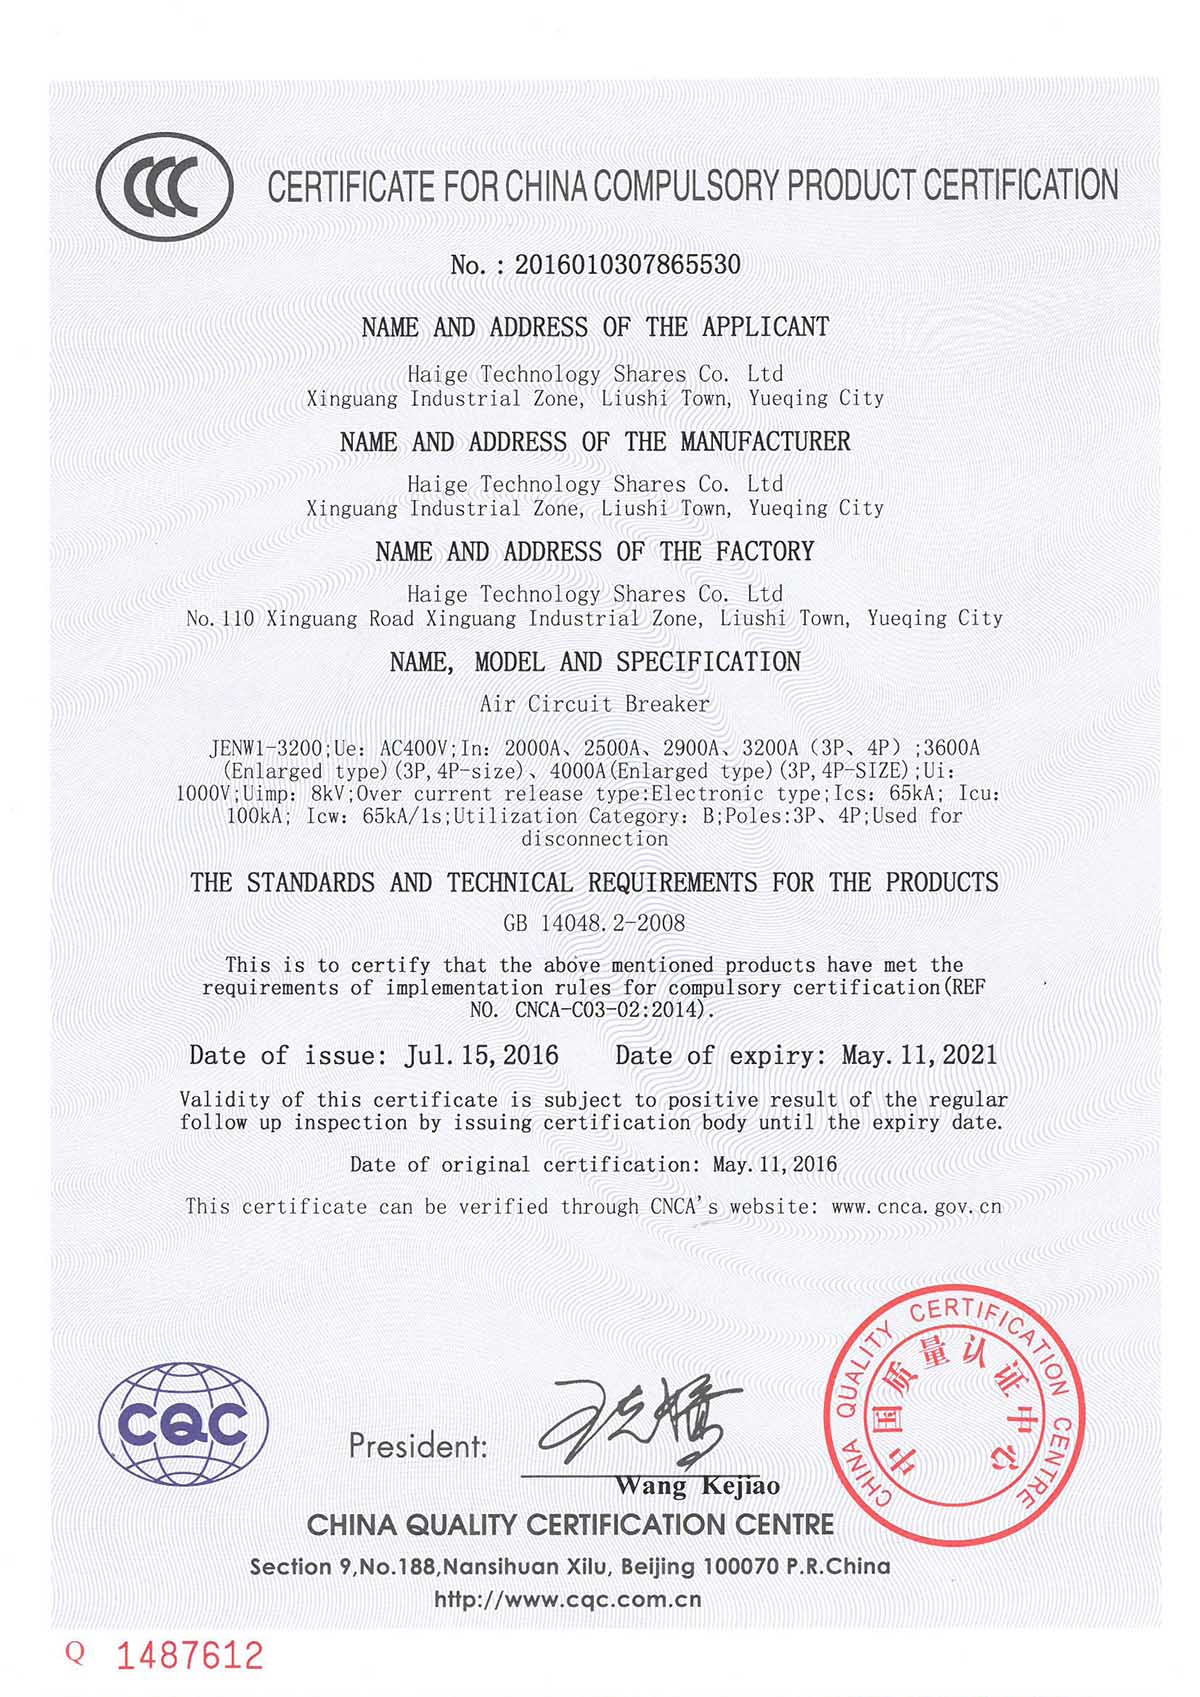 CCC
CERTIFICATE FOR CHINA COMPULSORY PRODUCT CERTIFICATION
No. : 2016010307865530
NAME AND ADDRESS OF THE APPLICANT
Haige Technology Shares Co. Ltd
Xinguang Industrial Zone, Liushi Town, Yueqing City
NAME AND ADDRESS OF THE MANUFACTURER
Haige Technology Shares Co. Ltd
Xinguang Industrial Zone, Liushi Town, Yueqing City
NAME AND ADDRESS OF THE FACTORY
Haige Technology Shares Co. Ltd
No.110 Xinguang Road Xinguang Industrial Zone, Liushi Town, Yueqing City
NAME, MODEL AND SPECIFICATION
Air Circuit Breaker
JENW1-3200;Ue: AC400V;In: 2000A、2500A、2900A、3200A（3P、4P）;3600A
(Enlarged type)(3P,4P-size)、4000A(Enlarged type)(3P,4P-SIZE);Ui:
1000V;Uimp: 8kV;Over current release type:Electronic type;Ics: 65kA; Icu:
100kA; Icw: 65kA/1s;Utilization Category: B;Poles:3P、4P;Used for
disconnection
THE STANDARDS AND TECHNICAL REQUIREMENTS FOR THE PRODUCTS
GB 14048.2-2008
This is to certify that the above mentioned products have met the
requirements of implementation rules for compulsory certification(REF
NO. CNCA-C03-02:2014).
Date of issue: Jul.15,2016 Date of expiry: May.11,2021
Validity of this certificate is subject to positive result of the regular
follow up inspection by issuing certification body until the expiry date.
Date of original certification: May.11,2016
This certificate can be verified through CNCA's website: www.cnca.gov.cn
CHINA QUALITY CERTIFICATION CENTRE
中国质量认证中心
CQC
President:
王克娇
Wang Kejiao
CHINA QUALITY CERTIFICATION CENTRE
Section 9,No.188,Nansihuan Xilu, Beijing 100070 P.R.China
http://www.cqc.com.cn
Q 1487612